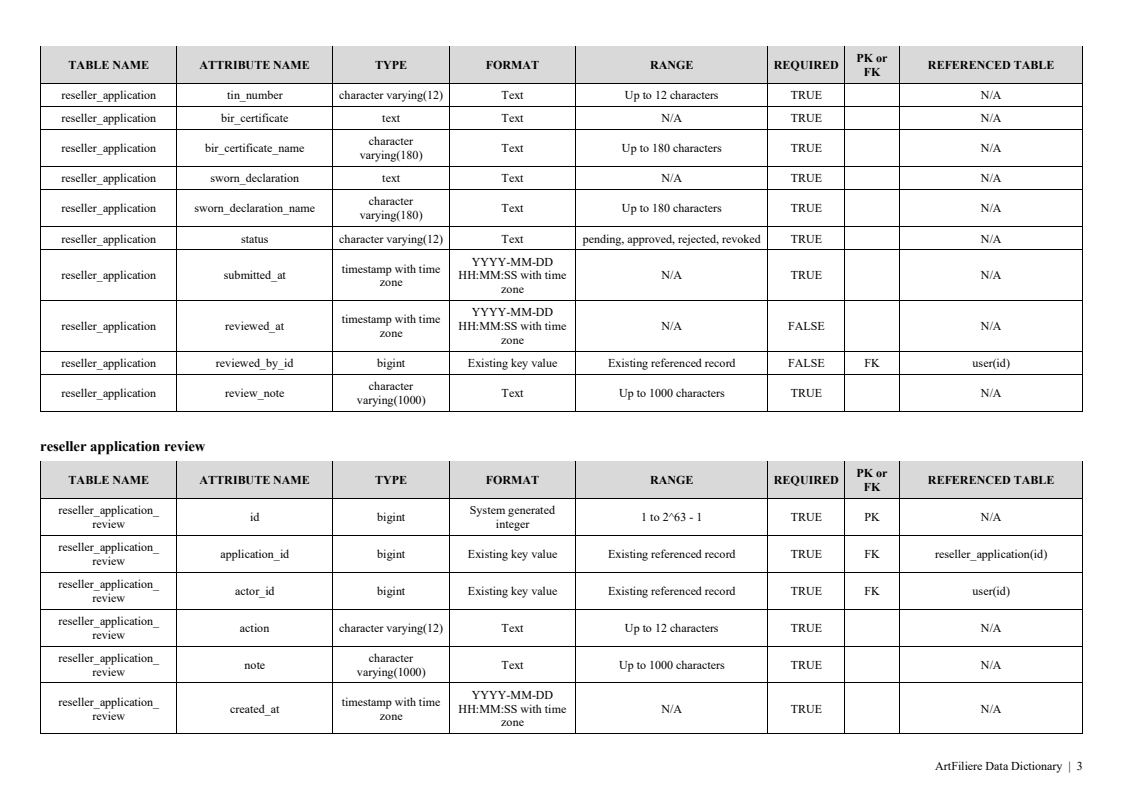 TABLE NAME ATTRIBUTE NAME TYPE FORMAT RANGE REQUIRED PK or FK REFERENCED TABLE
reseller_application tin_number character varying(12) Text Up to 12 characters TRUE N/A
reseller_application bir_certificate text Text N/A TRUE N/A
reseller_application bir_certificate_name character varying(180) Text Up to 180 characters TRUE N/A
reseller_application sworn_declaration text Text N/A TRUE N/A
reseller_application sworn_declaration_name character varying(180) Text Up to 180 characters TRUE N/A
reseller_application status character varying(12) Text pending, approved, rejected, revoked TRUE N/A
reseller_application submitted_at timestamp with time zone YYYY-MM-DD HH:MM:SS with time zone N/A TRUE N/A
reseller_application reviewed_at timestamp with time zone YYYY-MM-DD HH:MM:SS with time zone N/A FALSE N/A
reseller_application reviewed_by_id bigint Existing key value Existing referenced record FALSE FK user(id)
reseller_application review_note character varying(1000) Text Up to 1000 characters TRUE N/A
reseller application review
TABLE NAME ATTRIBUTE NAME TYPE FORMAT RANGE REQUIRED PK or FK REFERENCED TABLE
reseller_application_review id bigint System generated integer 1 to 2^63 - 1 TRUE PK N/A
reseller_application_review application_id bigint Existing key value Existing referenced record TRUE FK reseller_application(id)
reseller_application_review actor_id bigint Existing key value Existing referenced record TRUE FK user(id)
reseller_application_review action character varying(12) Text Up to 12 characters TRUE N/A
reseller_application_review note character varying(1000) Text Up to 1000 characters TRUE N/A
reseller_application_review created_at timestamp with time zone YYYY-MM-DD HH:MM:SS with time zone N/A TRUE N/A
ArtFiliere Data Dictionary | 3